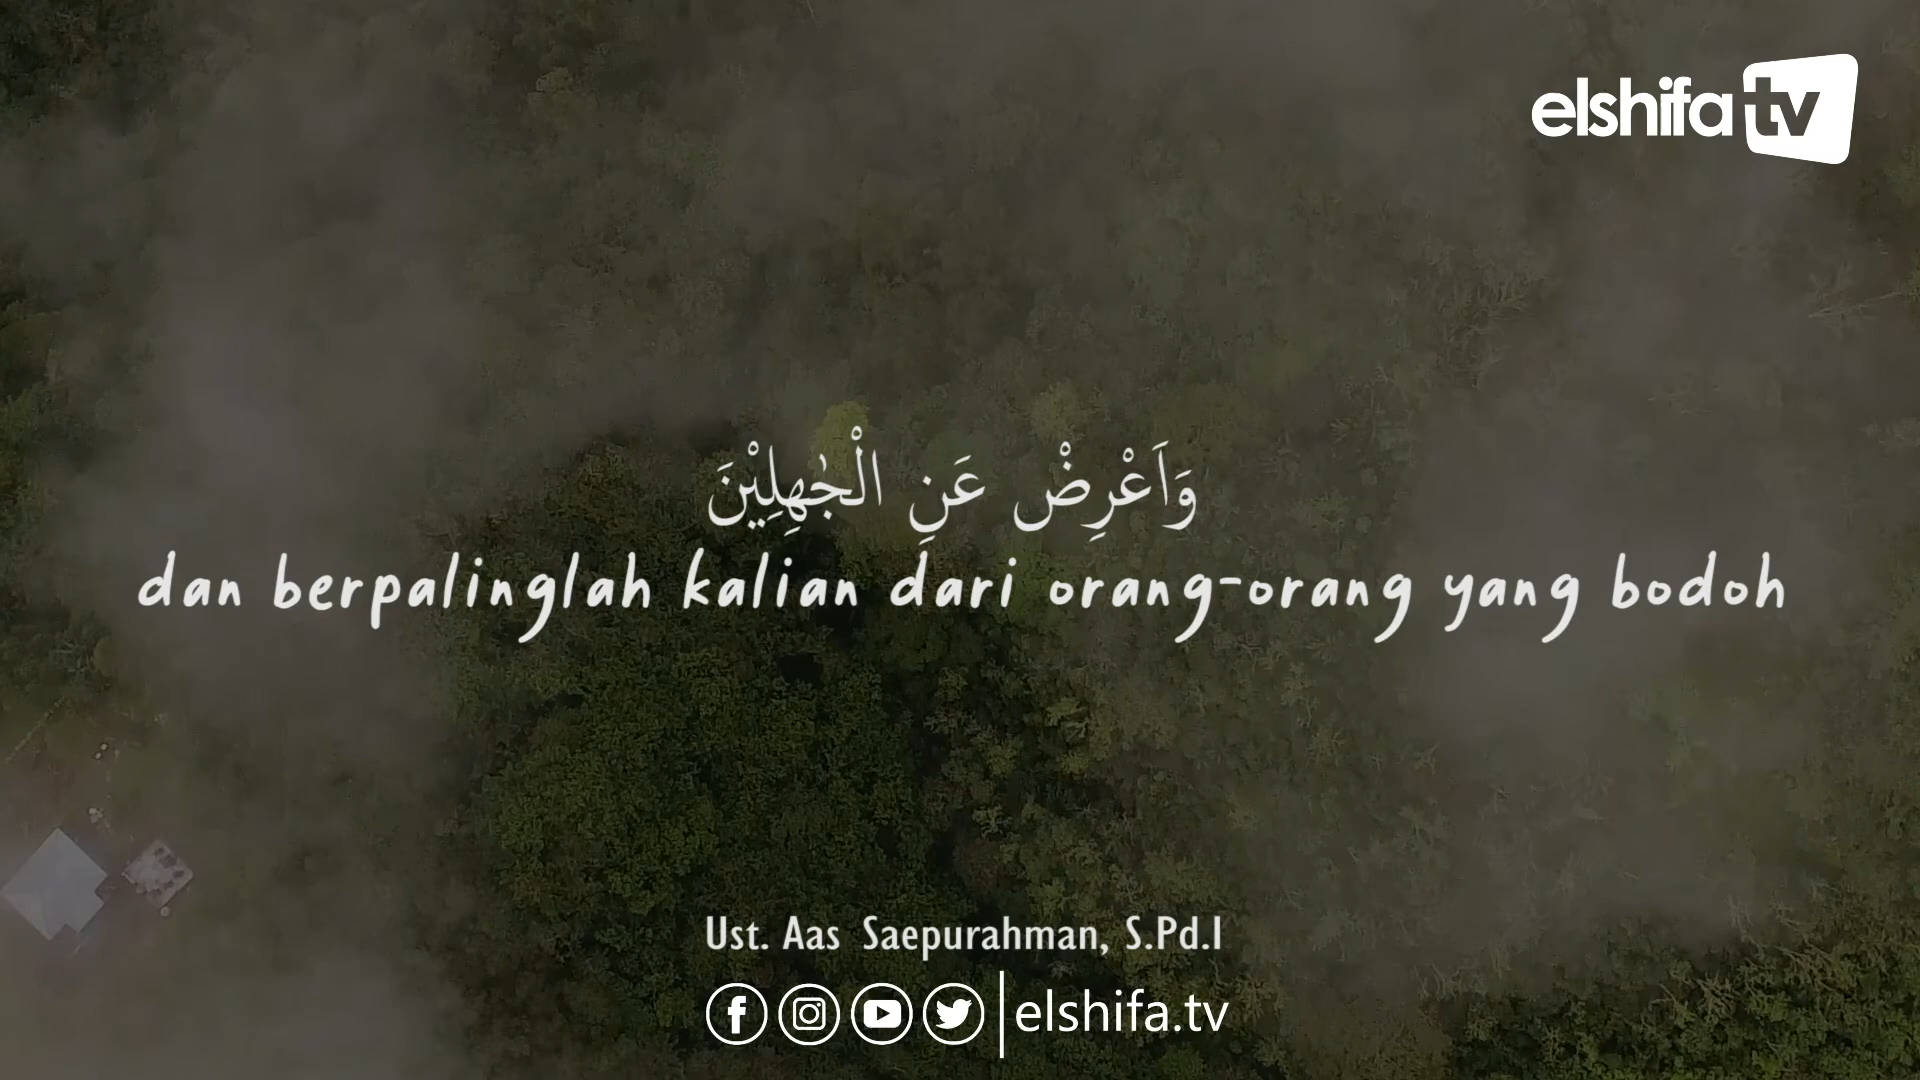 elshifa tv
وَاَعْرِضْ عَنِ الْجٰهِلِيْنَ
dan berpalinglah kalian dari orang-orang yang bodoh
Ust. Aas Saepurahman, S.Pd.I
elshifa.tv